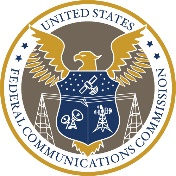 UNITED STATES
FEDERAL COMMUNICATIONS COMMISSION